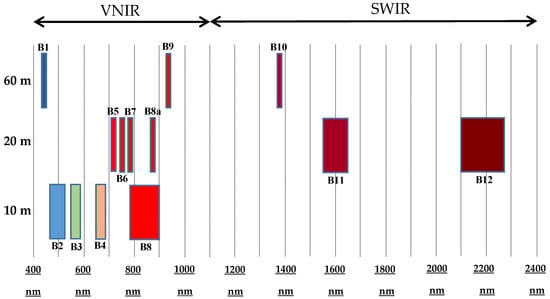 VNIR SWIR
B1 B9 B10
60 m
B5 B7 B8a
20 m
B6 B11 B12
10 m
B2 B3 B4 B8
400 600 800 1000 1200 1400 1600 1800 2000 2200 2400
nm nm nm nm nm nm nm nm nm nm nm